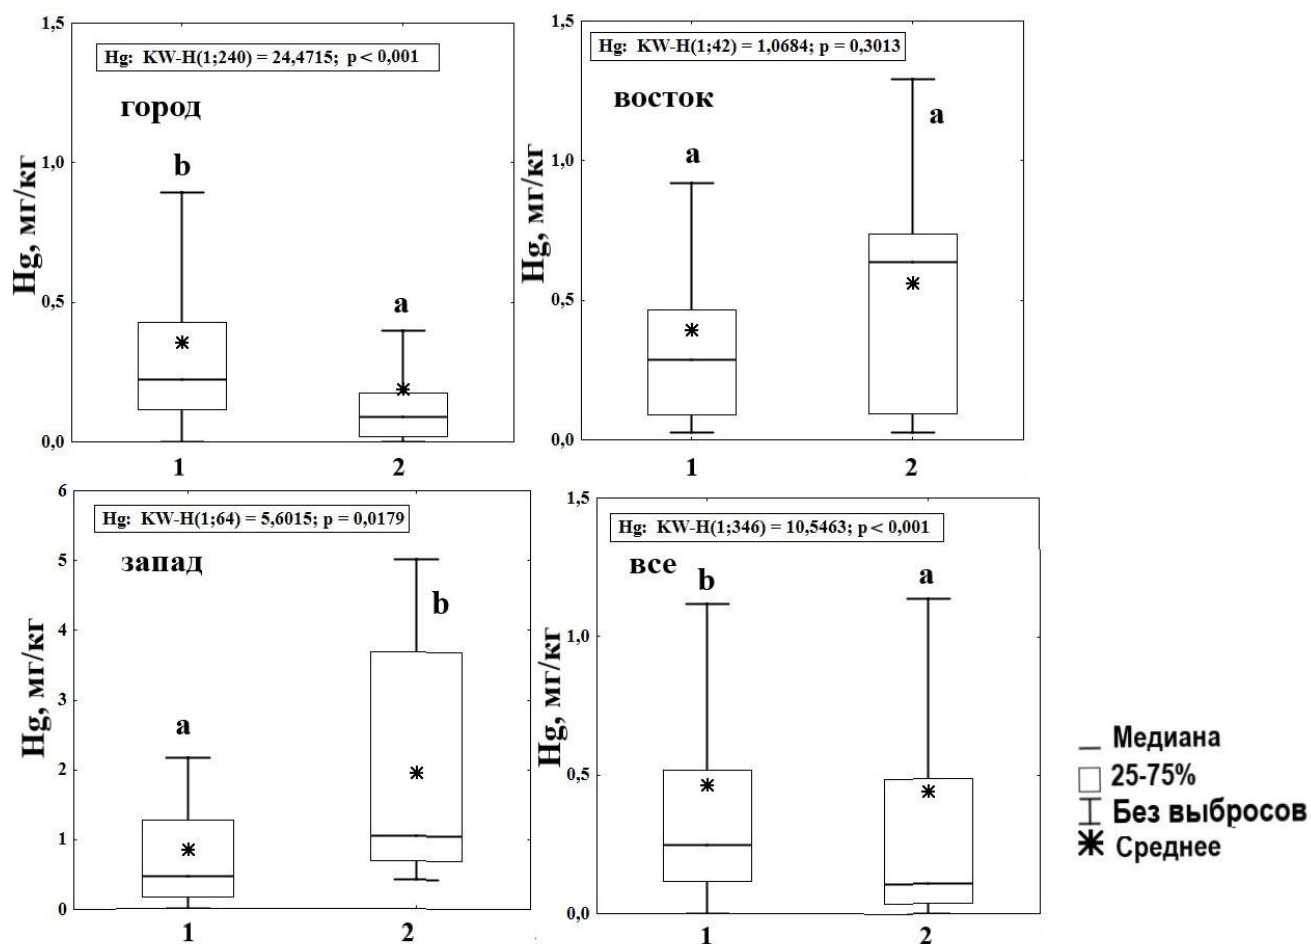 1,5
Hg: KW-H(1;240) = 24,4715; p < 0,001
город
b
1,0
Hg, мг/кг
a
0,5
0,0
1
2
1,5
Hg: KW-H(1;42) = 1,0684; p = 0,3013
восток
a
a
1,0
Hg, мг/кг
0,5
0,0
1
2
6
Hg: KW-H(1;64) = 5,6015; p = 0,0179
запад
5
b
4
Hg, мг/кг
3
a
2
1
0
1
2
1,5
Hg: KW-H(1;346) = 10,5463; p < 0,001
все
b
a
1,0
Hg, мг/кг
0,5
0,0
1
2
Медиана
25-75%
Без выбросов
Среднее